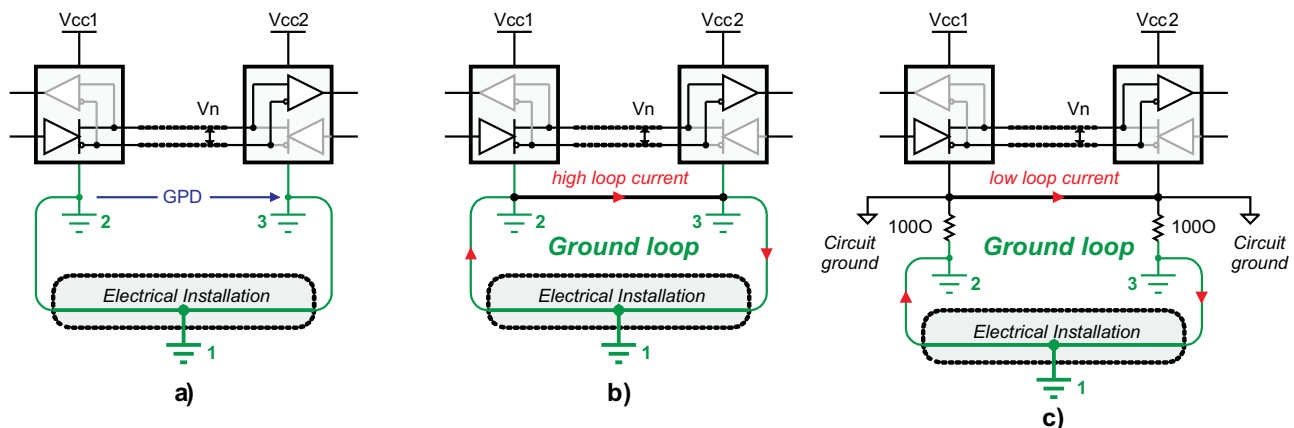 Vcc1
Vcc2
Vn
GPD
2
3
Electrical Installation
1
a)
Vcc1
Vcc2
Vn
high loop current
2
3
Ground loop
Electrical Installation
1
b)
Vcc1
Vcc2
Vn
low loop current
100O
100O
Circuit
ground
Ground loop
Circuit
ground
2
3
Electrical Installation
1
c)